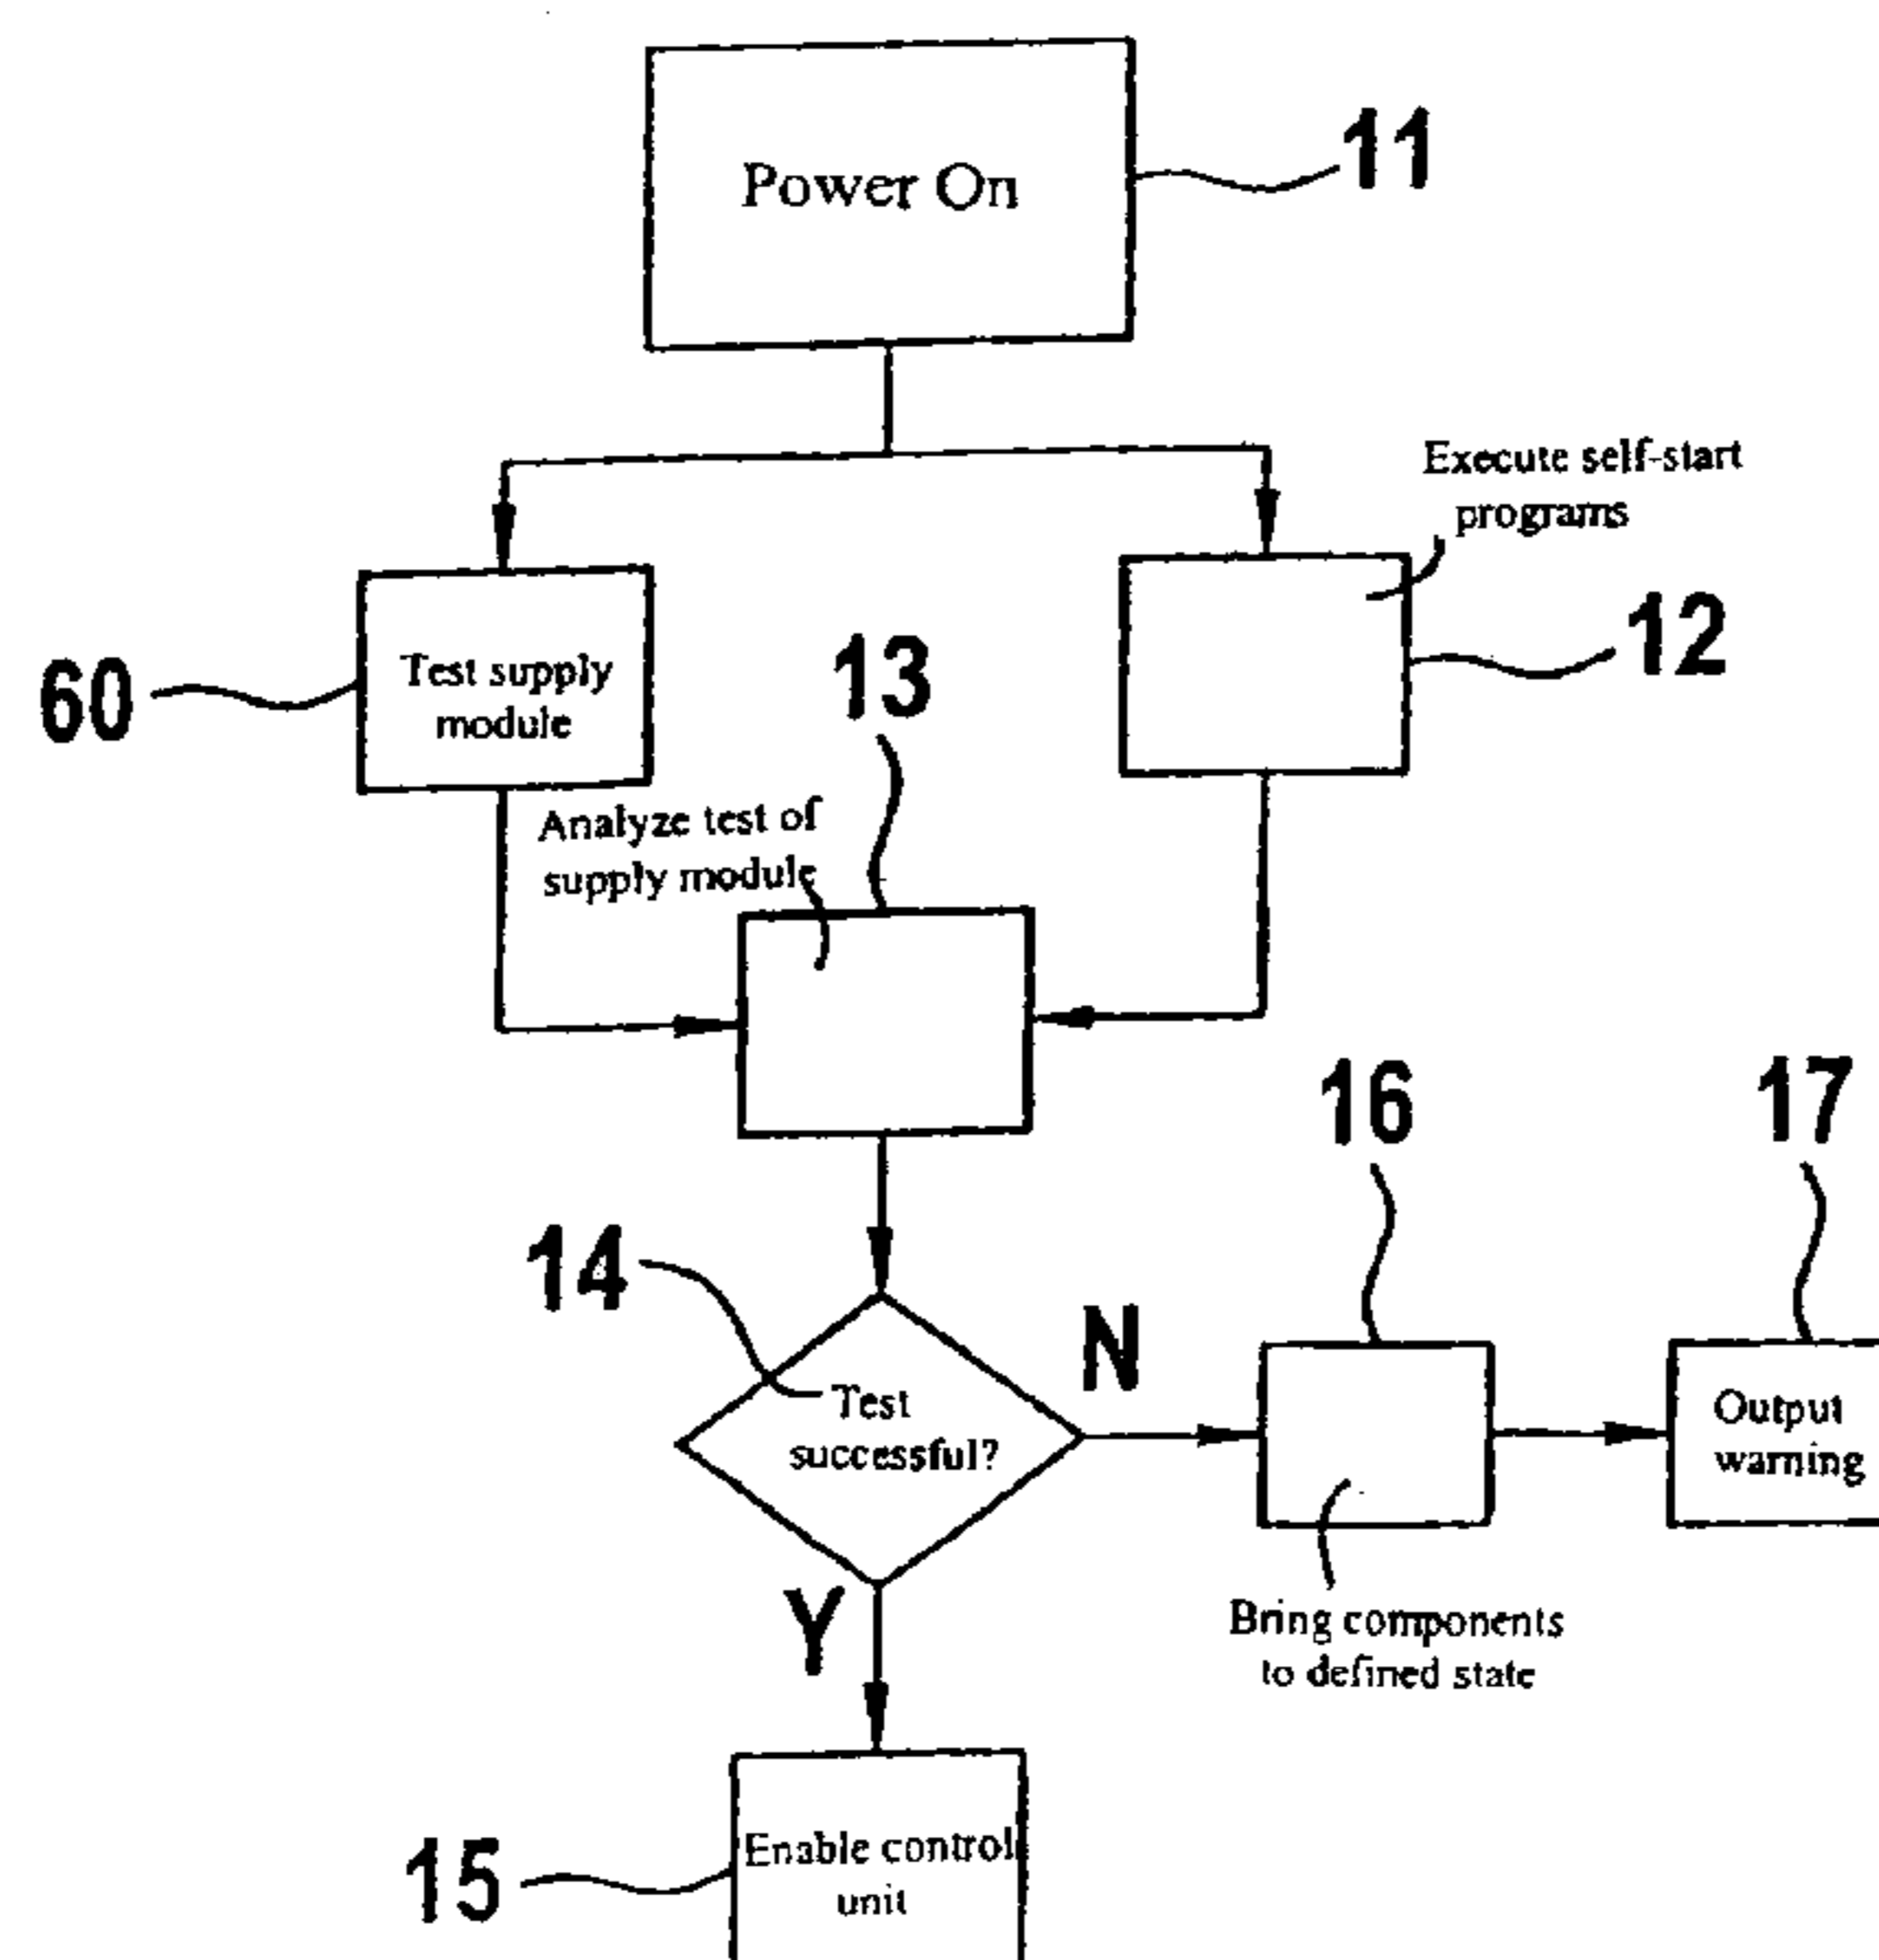 Power On
11
Execute self-start
programs
12
60
Test supply
module
13
Analyze test of
supply module
16
17
14
N
Test
successful?
Output
warning
Y
Bring components
to defined state
15
Enable control
unit